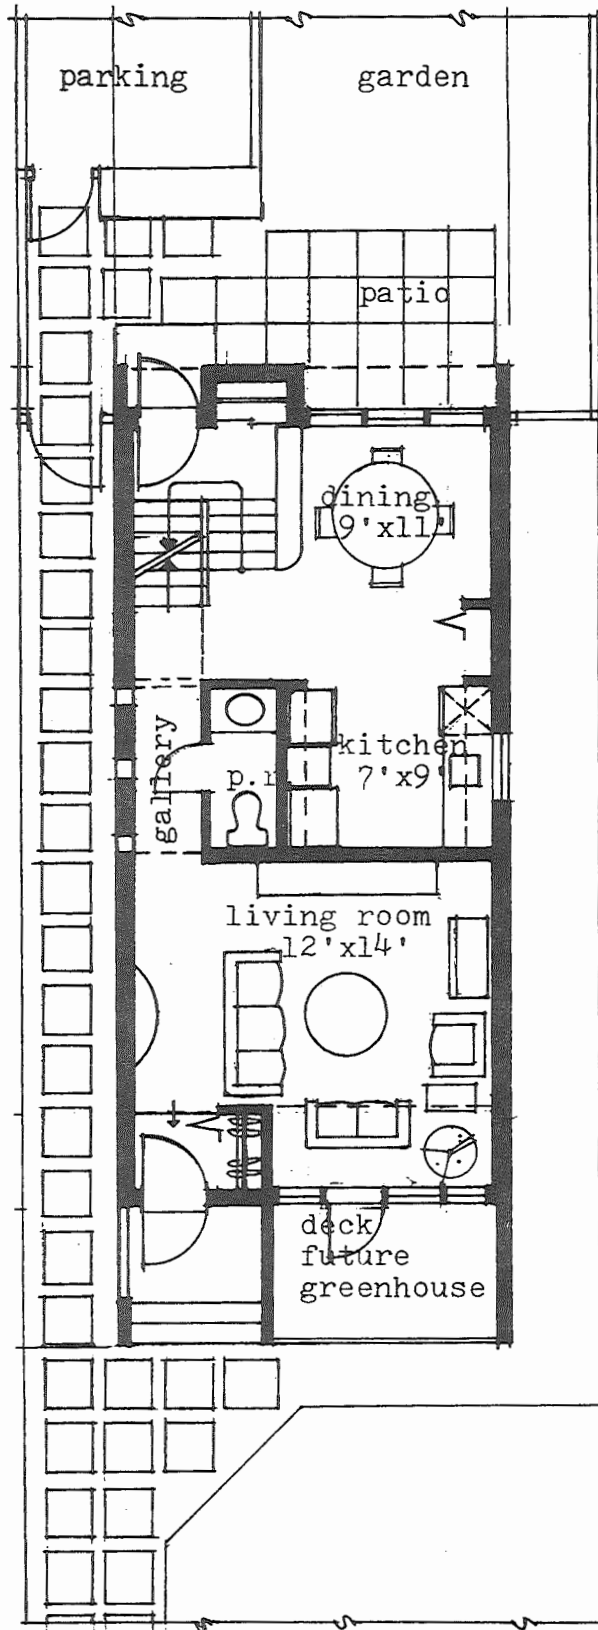 parking
garden
patio
dining
9'x11'
gallery
kitchen
p.r
7'x9'
living room
12'x14'
deck
future
greenhouse